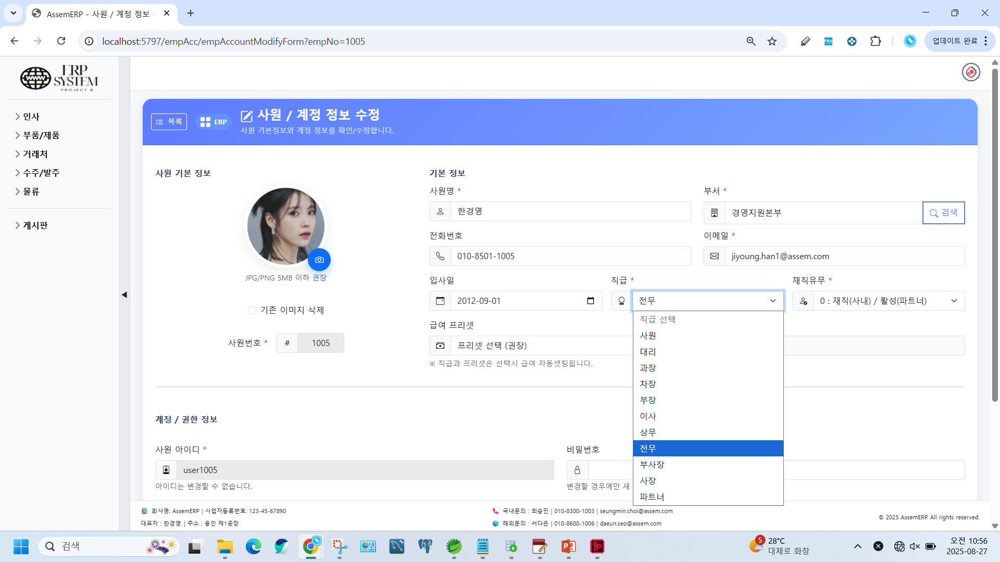 AssemERP - 사원 / 계정 정보
localhost:5797/empAcc/empAccountModifyForm?empNo=1005
FBA
업데이트 완료
WWW
ERP
SYSTEM
PROJECT B.
인사
부품/제품
거래처
수주/발주
물류
게시판
목록
ERP
사원 / 계정 정보 수정
사원 기본정보와 계정 정보를 확인/수정합니다.
사원 기본 정보
JPG/PNG 5MB 이하 권장
기존 이미지 삭제
사원번호 *
#
1005
기본 정보
사원명 *
한경영
부서 *
경영지원본부
검색
전화번호
010-8501-1005
이메일 *
jiyoung.han1@assem.com
입사일
2012-09-01
직급 *
전무
재직유무 *
0 : 재직(사내) / 활성(파트너)
직급 선택
사원
대리
과장
차장
부장
이사
상무
전무
부사장
사장
파트너
급여 프리셋
프리셋 선택 (권장)
※ 직급과 프리셋은 선택시 급여 자동셋팅됩니다.
계정 / 권한 정보
사원 아이디 *
user1005
아이디는 변경할 수 없습니다.
비밀번호
변경할 경우에만 새
회사명: AssemERP | 사업자등록번호: 123-45-67890
대표자 : 한경영 | 주소 : 용인 제1공장
국내문의 : 최승민 | 010-8300-1003 | seungmin.choi@assem.com
해외문의 : 서다은 | 010-8600-1006 | daeun.seo@assem.com
© 2025 AssemERP. All rights reserved.
검색
5
28°C
대체로 화창
오전 10:56
2025-08-27